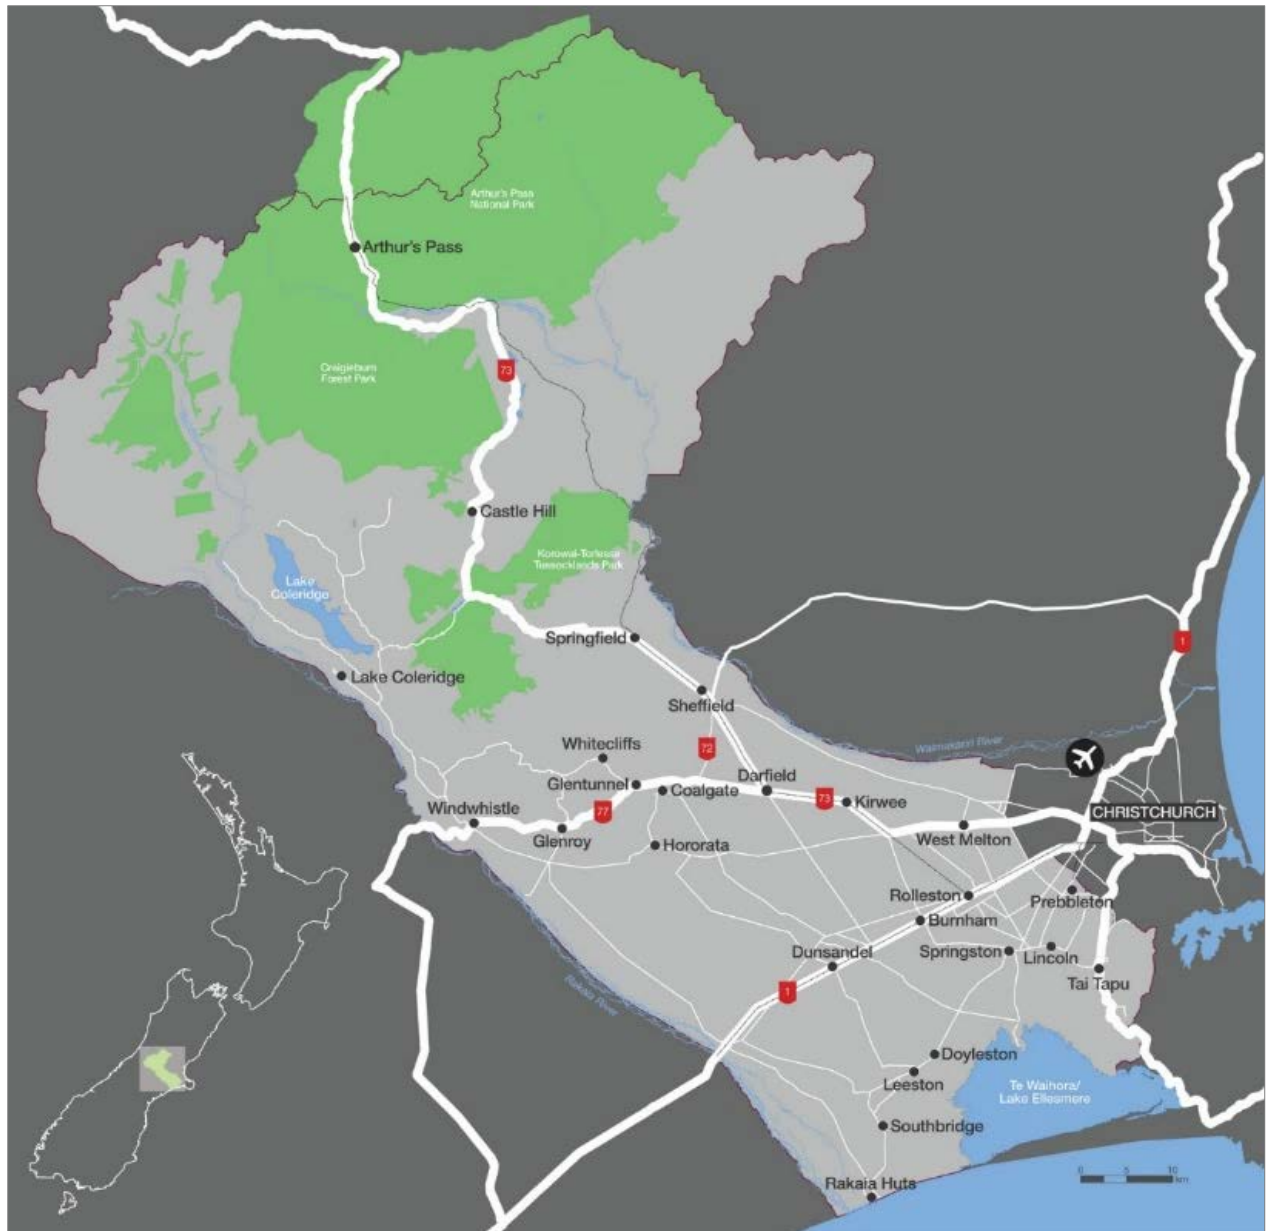 Arthur's Pass
National Park
Arthur's Pass
Craigieburn
Forest Park
73
Castle Hill
Korowai-Torlesse
Tussocklands Park
Lake
Coleridge
Springfield
1
Lake Coleridge
Sheffield
Whitecliffs
72
Waimakariri River
Glentunnel
Coalgate
Darfield
73
Kirwee
Windwhistle
77
CHRISTCHURCH
Glenroy
Hororata
West Melton
Rolleston
Prebbleton
Burnham
Dunsandel
Springston
Lincoln
Tai Tapu
1
Rakaia River
Doyleston
Leeston
Te Waihora/
Lake Ellesmere
Southbridge
Rakaia Huts
0 5 10
km